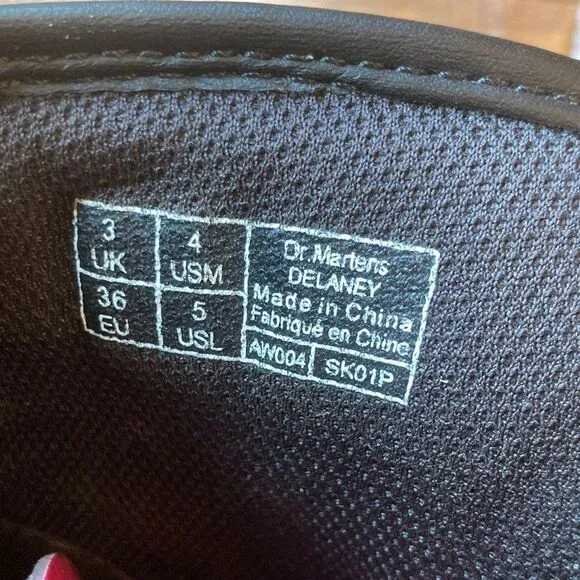 3
UK
4
USM
36
EU
5
USL
Dr.Martens
DELANEY
Made in China
Fabriqué en Chine
AW004
SK01P